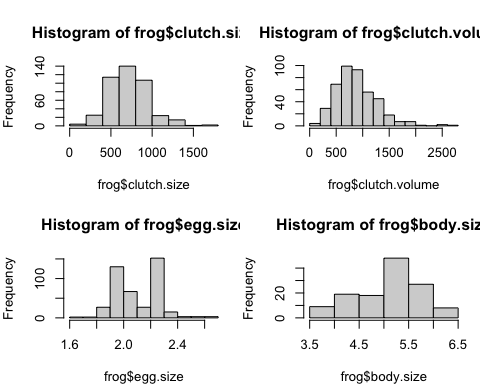 Histogram of frog$clutch.si
Frequency
0 60 140
0 500 1000 1500
frog$clutch.size
Histogram of frog$clutch.volu
Frequency
0 40 100
0 500 1500 2500
frog$clutch.volume
Histogram of frog$egg.size
Frequency
0 100
1.6 2.0 2.4
frog$egg.size
Histogram of frog$body.size
Frequency
0 20
3.5 4.5 5.5 6.5
frog$body.size